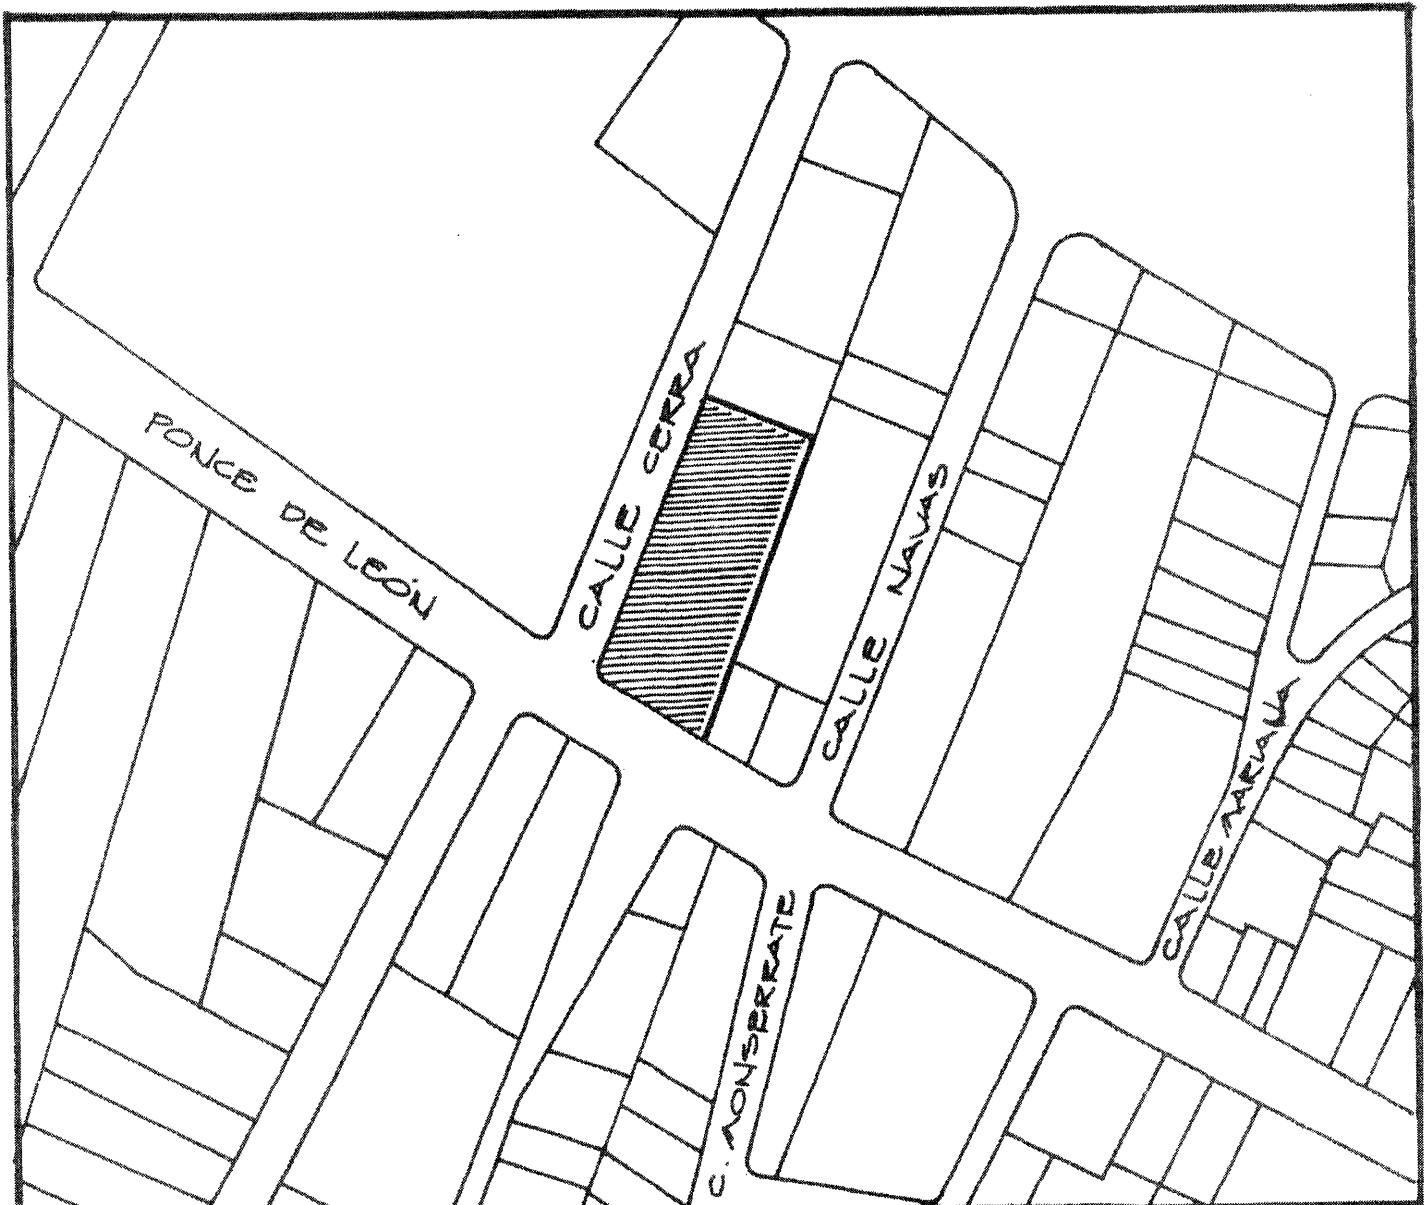 CALLE CERRA
PONCE DE LEÓN
CALLE NAVAS
CALLE MARIANA
C. MONSERRATE